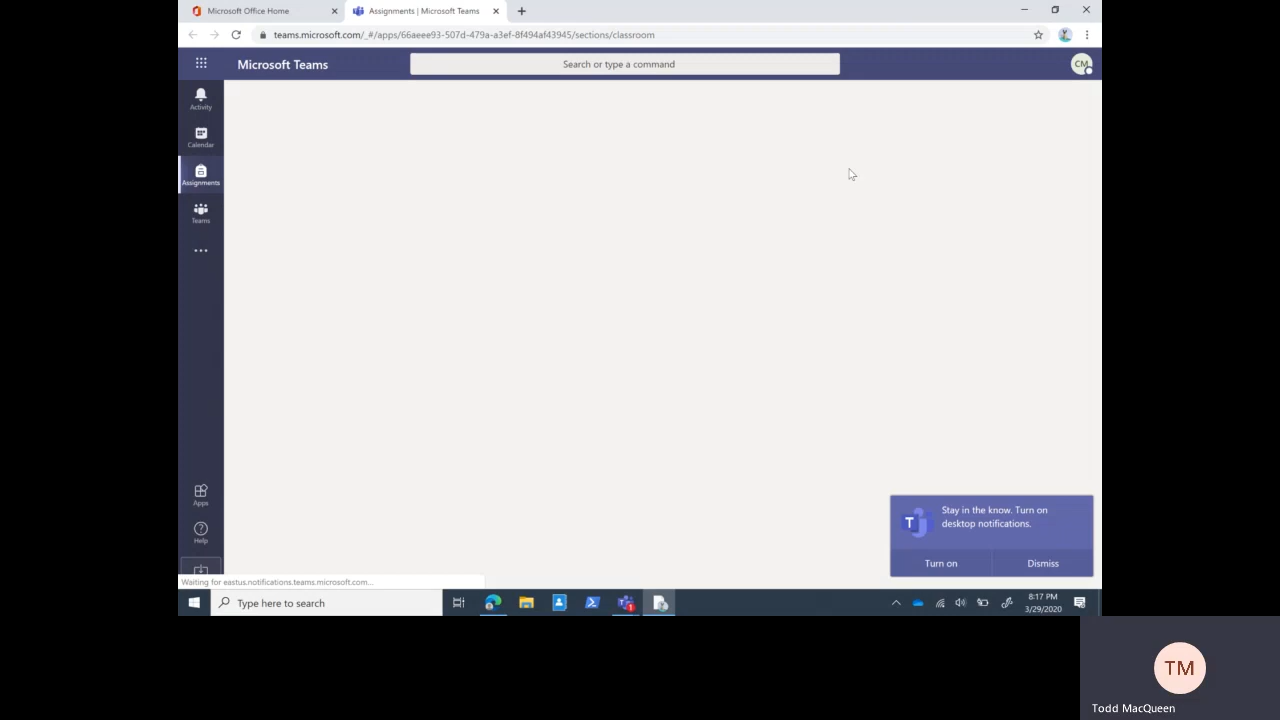 Microsoft Office Home
Assignments | Microsoft Teams
teams.microsoft.com/_#/apps/66aeee93-507d-479a-a3ef-8f494af43945/sections/classroom
Microsoft Teams
Search or type a command
CM
Activity
Calendar
Assignments
Teams
Apps
Help
Stay in the know. Turn on
desktop notifications.
T
Turn on
Dismiss
Waiting for eastus.notifications.teams.microsoft.com...
Type here to search
1
8:17 PM
3/29/2020
TM
Todd MacQueen